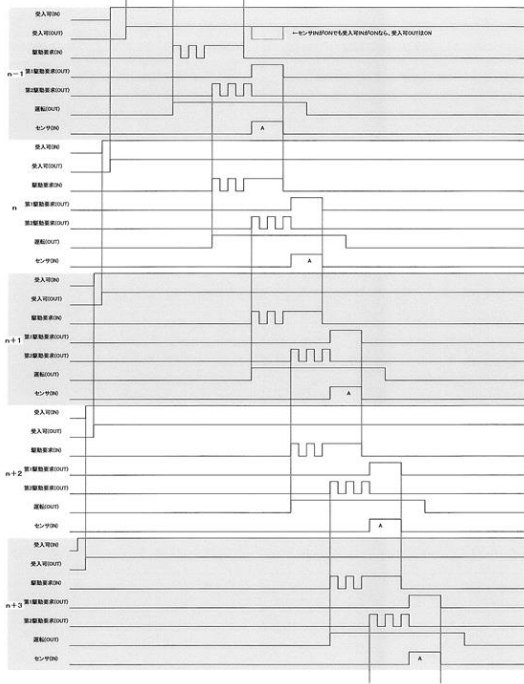 受入可(IN)
受入可(OUT)
←センサINがONでも受入可INがONなら、受入可OUTはON
駆動要求(IN)
第1駆動要求(OUT)
n−1
第2駆動要求(OUT)
運転(OUT)
センサ(IN)
A
受入可(IN)
受入可(OUT)
駆動要求(IN)
第1駆動要求(OUT)
n
第2駆動要求(OUT)
運転(OUT)
センサ(IN)
A
受入可(IN)
受入可(OUT)
駆動要求(IN)
第1駆動要求(OUT)
n+1
第2駆動要求(OUT)
運転(OUT)
センサ(IN)
A
受入可(IN)
受入可(OUT)
駆動要求(IN)
n+2
第1駆動要求(OUT)
第2駆動要求(OUT)
運転(OUT)
センサ(IN)
A
受入可(IN)
受入可(OUT)
駆動要求(IN)
n+3
第1駆動要求(OUT)
第2駆動要求(OUT)
運転(OUT)
センサ(IN)
A